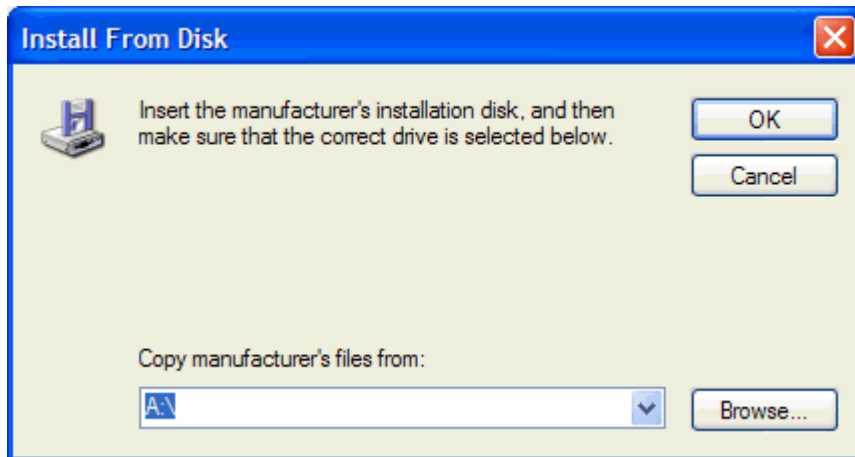 Install From Disk
Insert the manufacturer's installation disk, and then
make sure that the correct drive is selected below.
OK
Cancel
Copy manufacturer's files from:
A:\
Browse...